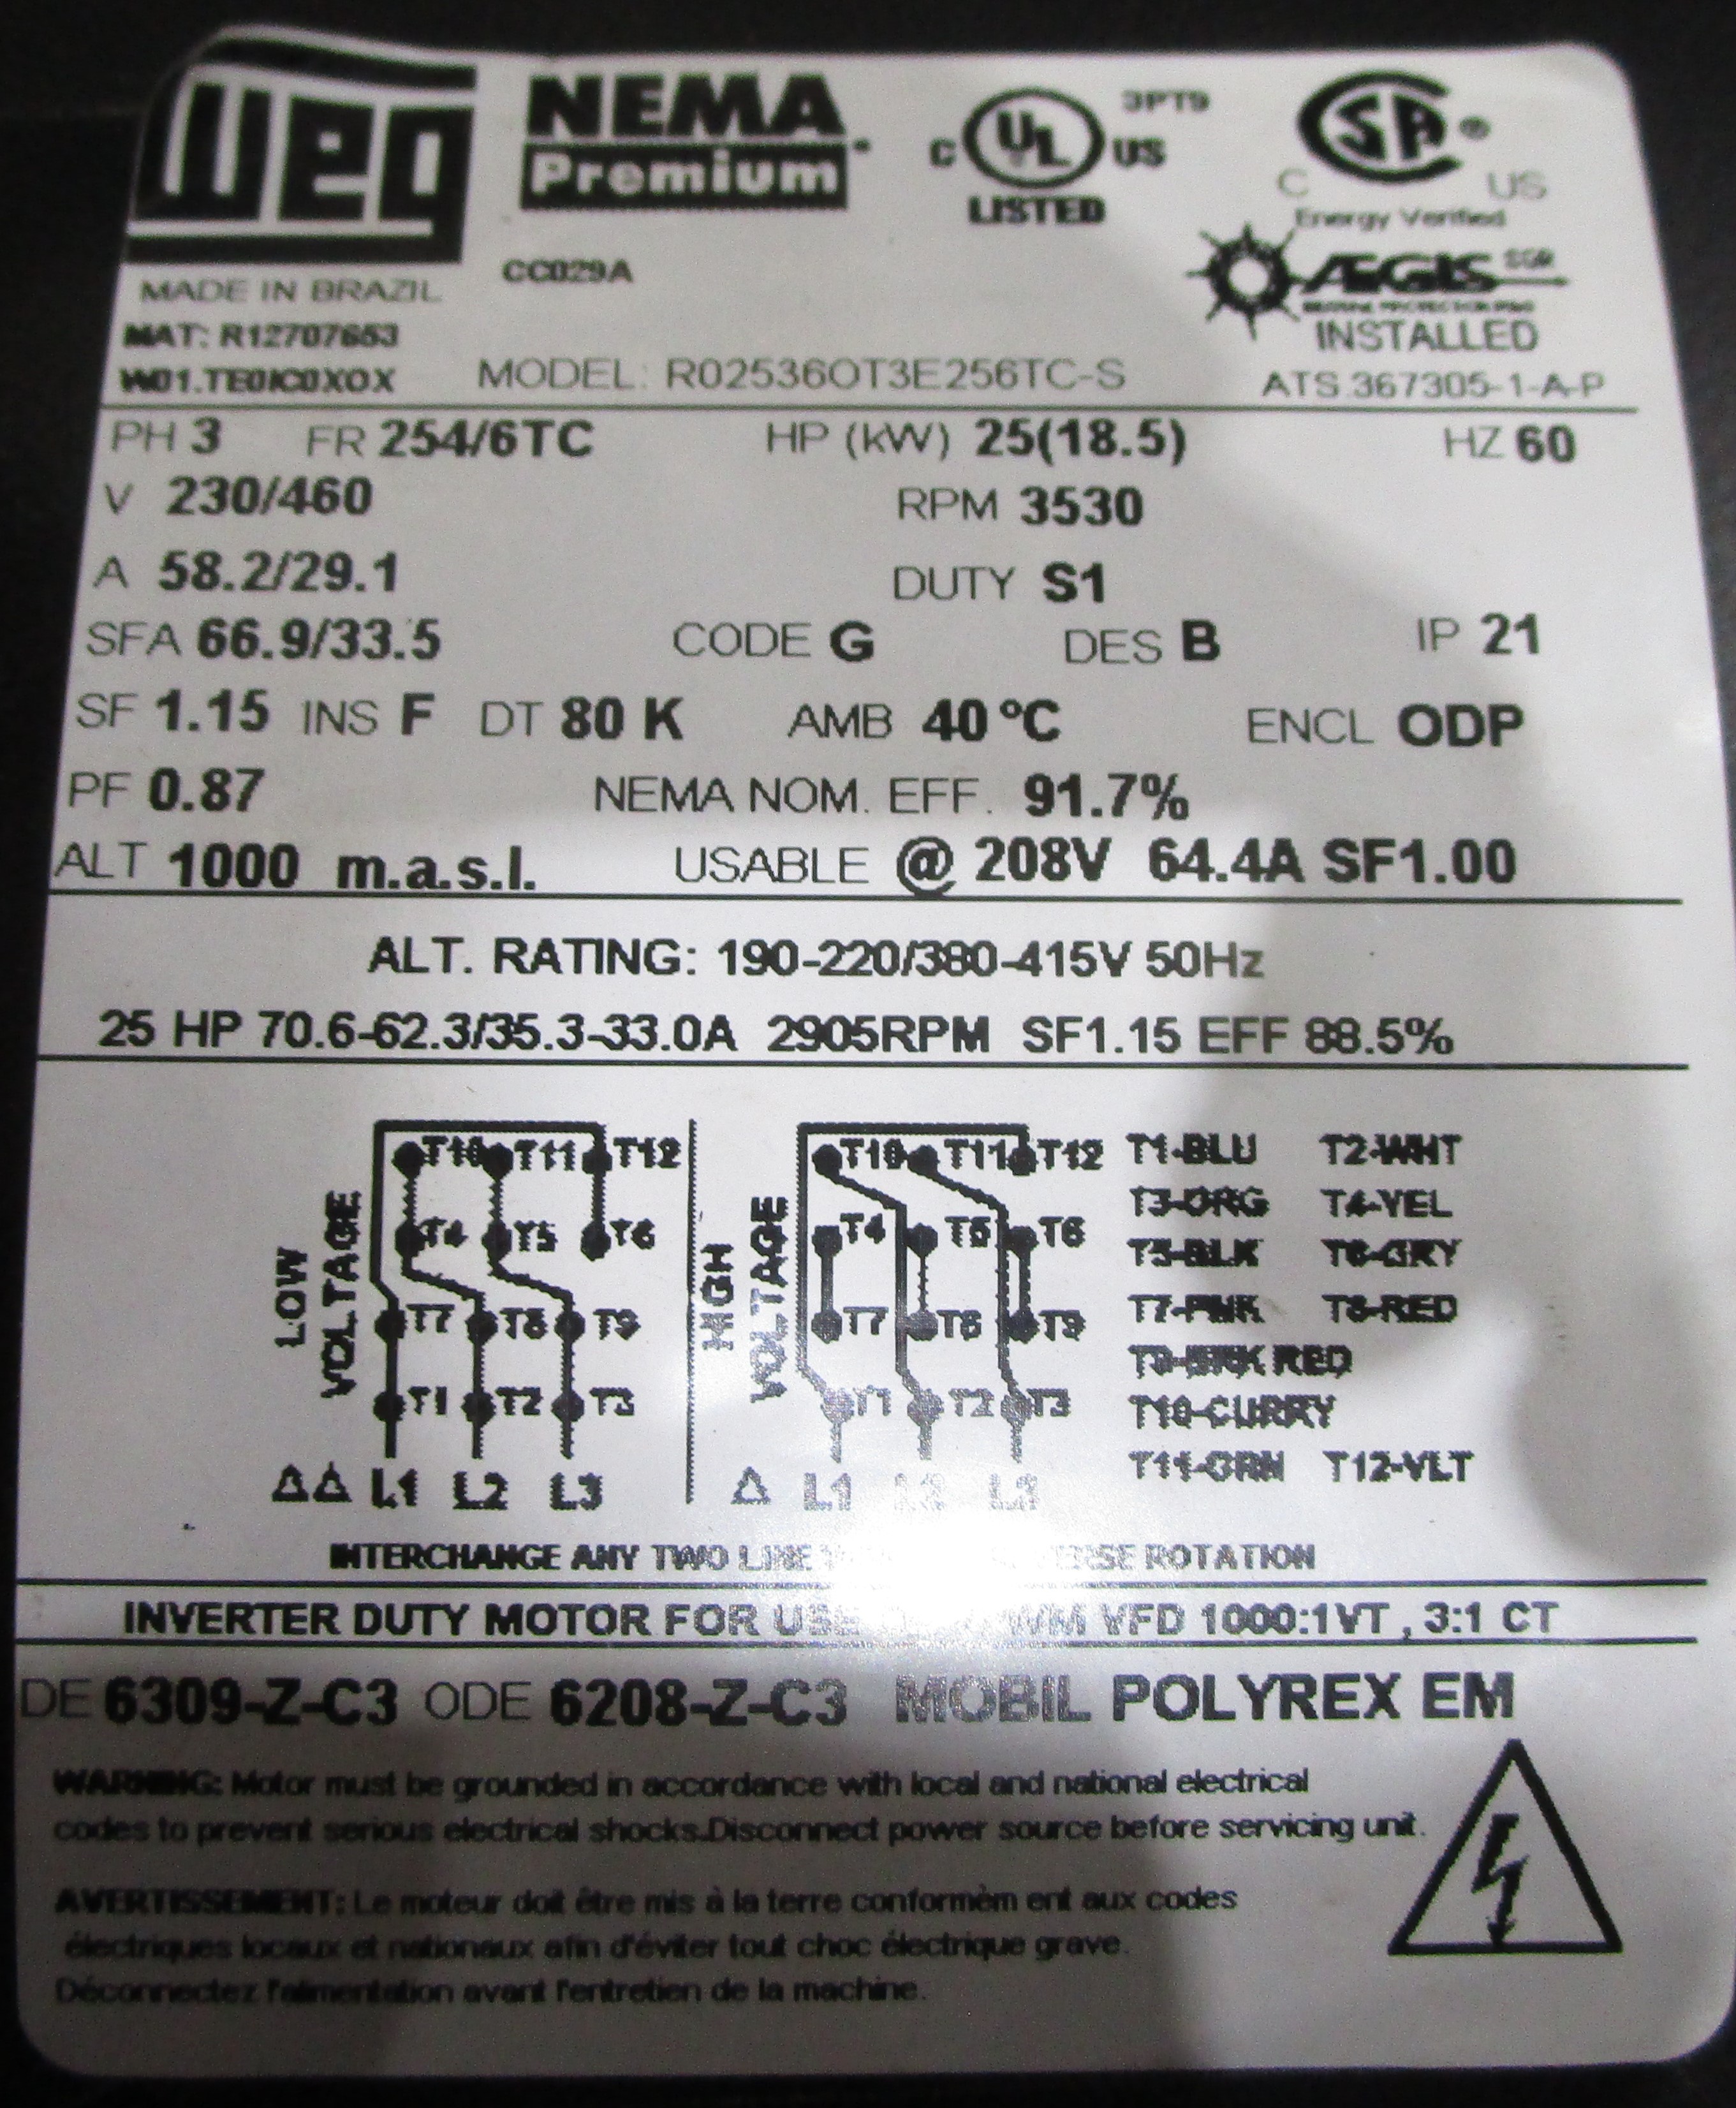 WEG
NEMA
Premium
C UL US
3PT9
LISTED
SA ®
C US
Energy Verified
CC029A
AEGIS SGR
INSTALLED
MADE IN BRAZIL
MAT: R12707653
W01.TE0IC0XOX MODEL: R02536OT3E256TC-S ATS 367305-1-A-P
PH 3 FR 254/6TC HP (kW) 25(18.5) HZ 60
V 230/460 RPM 3530
A 58.2/29.1 DUTY S1
SFA 66.9/33.5 CODE G DES B IP 21
SF 1.15 INS F DT 80 K AMB 40 °C ENCL ODP
PF 0.87 NEMA NOM. EFF. 91.7%
ALT 1000 m.a.s.l. USABLE @ 208V 64.4A SF1.00
ALT. RATING: 190-220/380-415V 50Hz
25 HP 70.6-62.3/35.3-33.0A 2905RPM SF1.15 EFF 88.5%
LOW VOLTAGE
T10 T11 T12
T4 T5 T6
T7 T8 T9
T1 T2 T3
ΔΔ L1 L2 L3
HIGH VOLTAGE
T10 T11 T12
T4 T5 T6
T7 T8 T9
T1 T2 T3
Δ L1 L2 L3
T1-BLU T2-WHT
T3-ORG T4-YEL
T5-BLK T6-GRY
T7-PNK T8-RED
T9-BRK RED
T10-CURRY
T11-GRN T12-VLT
INTERCHANGE ANY TWO LINE ROTATION
INVERTER DUTY MOTOR FOR USE VFD 1000:1VT , 3:1 CT
DE 6309-Z-C3 ODE 6208-Z-C3 MOBIL POLYREX EM
WARNING: Motor must be grounded in accordance with local and national electrical
codes to prevent serious electrical shocks.Disconnect power source before servicing unit.
AVERTISSEMENT: Le moteur doit être mis à la terre conformèm ent aux codes
électriques locaux et nationaux afin d'éviter tout choc électrique grave.
Déconnectez l'alimentation avant l'entretien de la machine.